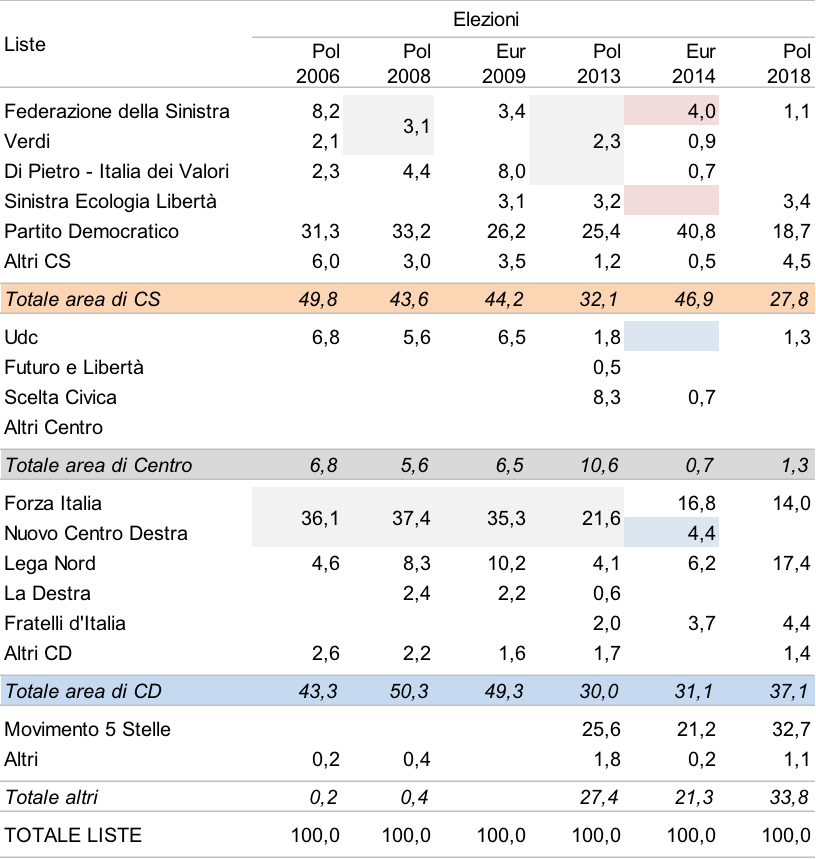 Elezioni
Liste
Pol Pol Eur Pol Eur Pol
2006 2008 2009 2013 2014 2018
Federazione della Sinistra 8,2 3,4 4,0 1,1
3,1
Verdi 2,1 2,3 0,9
Di Pietro - Italia dei Valori 2,3 4,4 8,0 0,7
Sinistra Ecologia Libertà 3,1 3,2 3,4
Partito Democratico 31,3 33,2 26,2 25,4 40,8 18,7
Altri CS 6,0 3,0 3,5 1,2 0,5 4,5
Totale area di CS 49,8 43,6 44,2 32,1 46,9 27,8
Udc 6,8 5,6 6,5 1,8 1,3
Futuro e Libertà 0,5
Scelta Civica 8,3 0,7
Altri Centro
Totale area di Centro 6,8 5,6 6,5 10,6 0,7 1,3
Forza Italia 16,8 14,0
36,1 37,4 35,3 21,6
Nuovo Centro Destra 4,4
Lega Nord 4,6 8,3 10,2 4,1 6,2 17,4
La Destra 2,4 2,2 0,6
Fratelli d'Italia 2,0 3,7 4,4
Altri CD 2,6 2,2 1,6 1,7 1,4
Totale area di CD 43,3 50,3 49,3 30,0 31,1 37,1
Movimento 5 Stelle 25,6 21,2 32,7
Altri 0,2 0,4 1,8 0,2 1,1
Totale altri 0,2 0,4 27,4 21,3 33,8
TOTALE LISTE 100,0 100,0 100,0 100,0 100,0 100,0